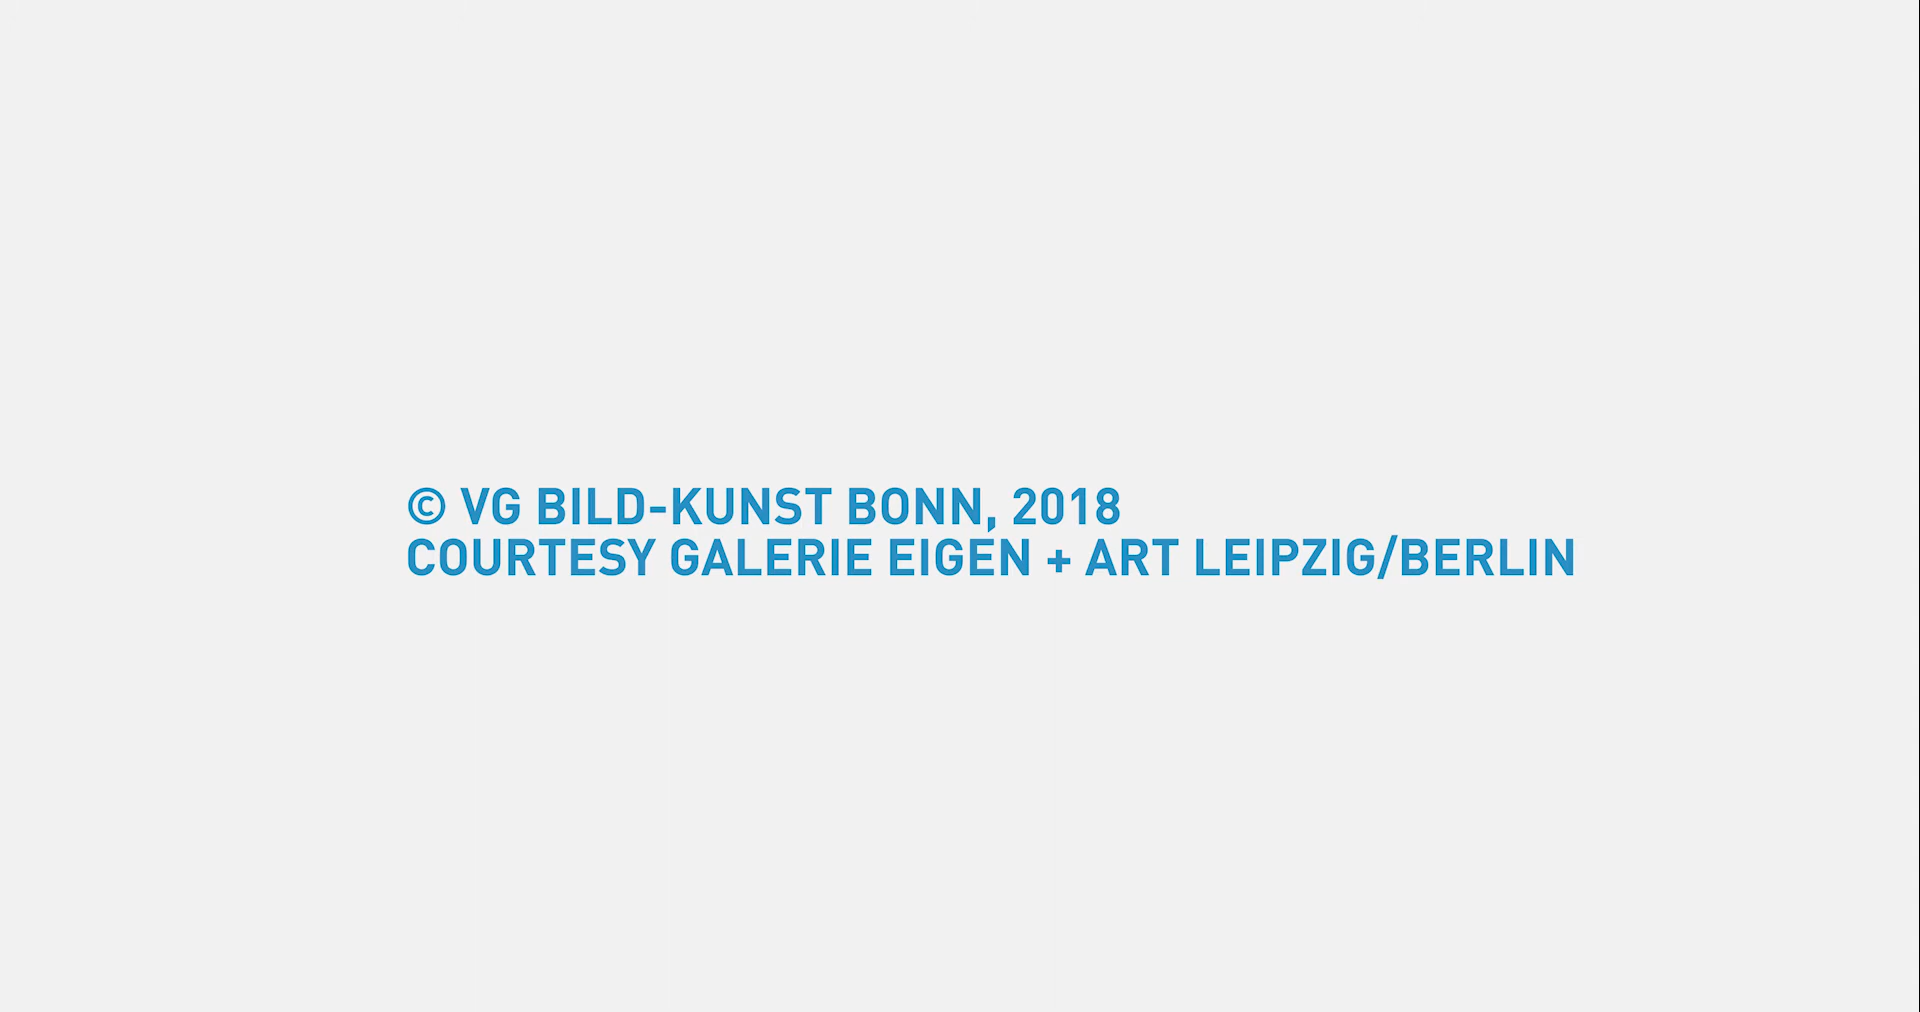 © VG BILD-KUNST BONN, 2018
COURTESY GALERIE EIGEN + ART LEIPZIG/BERLIN